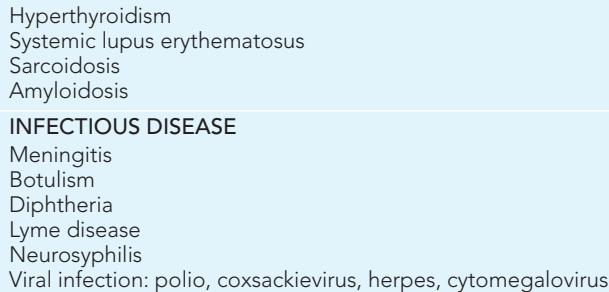 Hyperthyroidism
Systemic lupus erythematosus
Sarcoidosis
Amyloidosis
INFECTIOUS DISEASE
Meningitis
Botulism
Diphtheria
Lyme disease
Neurosyphilis
Viral infection: polio, coxsackievirus, herpes, cytomegalovirus